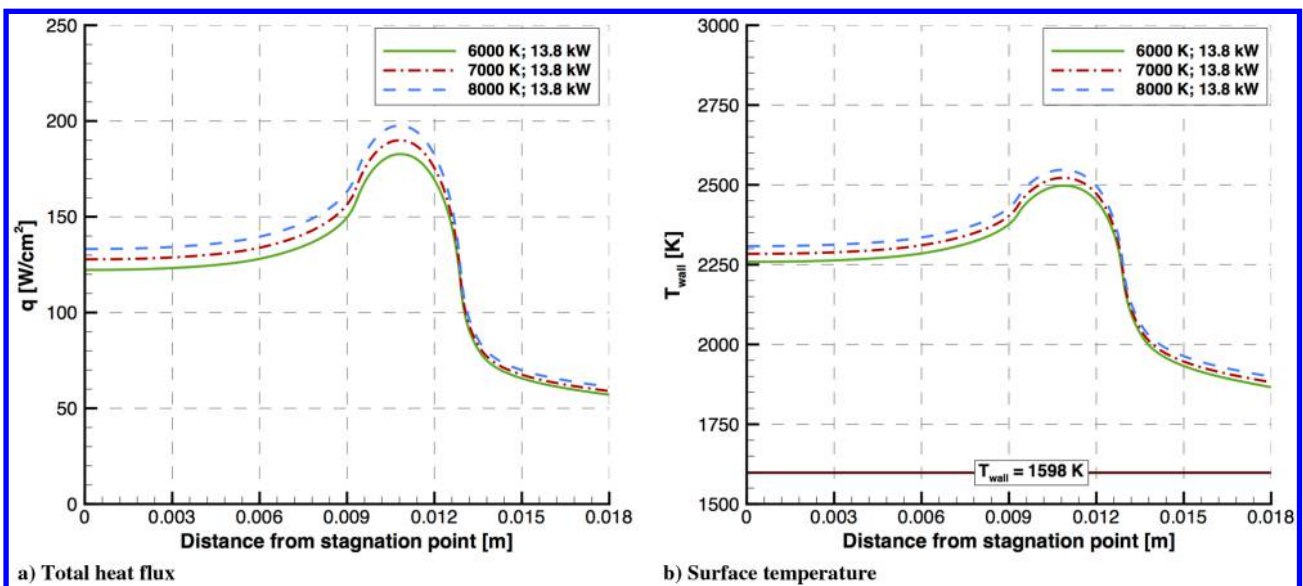 250
200
150
100
50
0
q [W/cm²]
6000 K; 13.8 kW
7000 K; 13.8 kW
8000 K; 13.8 kW
0 0.003 0.006 0.009 0.012 0.015 0.018
Distance from stagnation point [m]
a) Total heat flux
3000
2750
2500
2250
2000
1750
1500
T_wall [K]
6000 K; 13.8 kW
7000 K; 13.8 kW
8000 K; 13.8 kW
T_wall = 1598 K
0 0.003 0.006 0.009 0.012 0.015 0.018
Distance from stagnation point [m]
b) Surface temperature